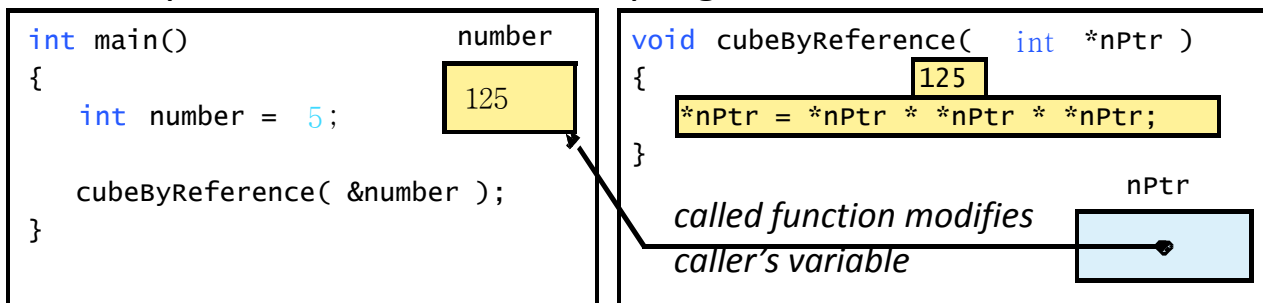 int main()
{
int number = 5;
cubeByReference( &number );
}
number
125
void cubeByReference( int *nPtr )
{
125
*nPtr = *nPtr * *nPtr * *nPtr;
}
called function modifies
caller’s variable
nPtr